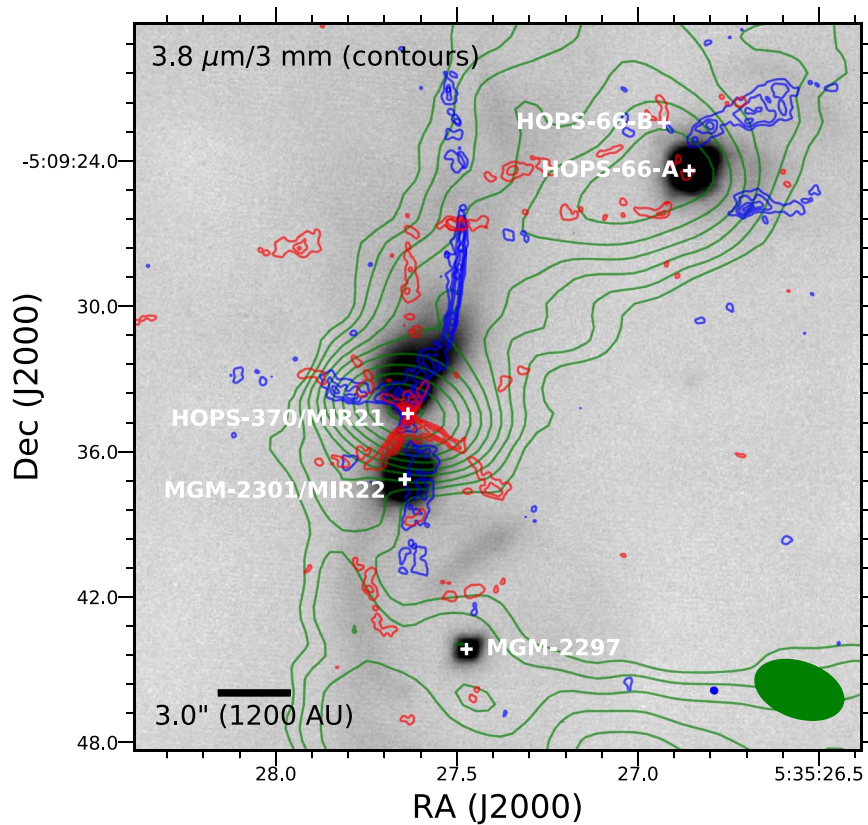 3.8 μm/3 mm (contours)
HOPS-66-B
-5:09:24.0
HOPS-66-A
30.0
HOPS-370/MIR21
36.0
MGM-2301/MIR22
42.0
MGM-2297
3.0" (1200 AU)
48.0
28.0 27.5 27.0 5:35:26.5
RA (J2000)
Dec (J2000)